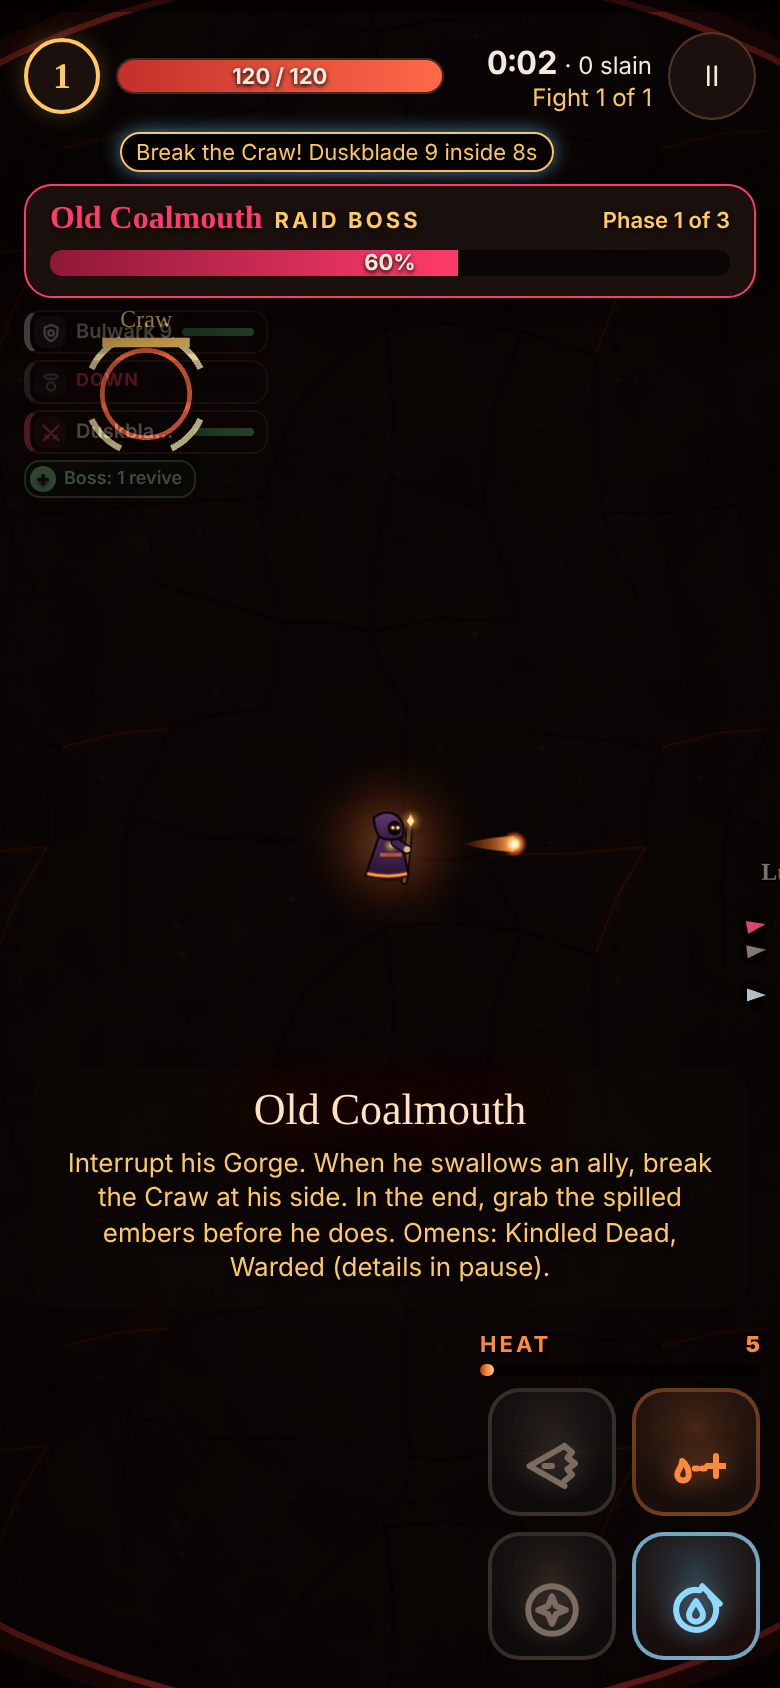 1
120 / 120
0:02 · 0 slain
Fight 1 of 1
Break the Craw! Duskblade 9 inside 8s
Old Coalmouth RAID BOSS
Phase 1 of 3
60%
Craw
Bulwark 9
DOWN
Duskbla...
Boss: 1 revive
Old Coalmouth
Interrupt his Gorge. When he swallows an ally, break
the Craw at his side. In the end, grab the spilled
embers before he does. Omens: Kindled Dead,
Warded (details in pause).
HEAT 5